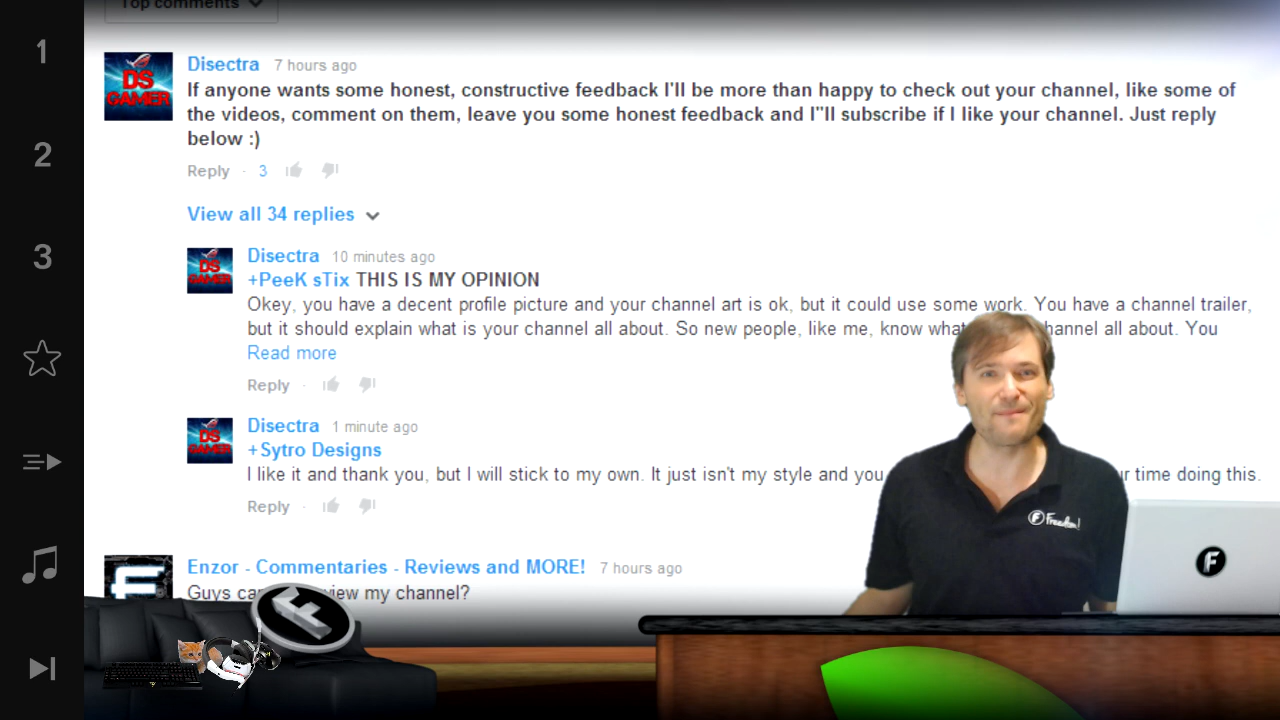 1
2
3
Top comments
DS
GAMER
Disectra 7 hours ago
If anyone wants some honest, constructive feedback I'll be more than happy to check out your channel, like some of
the videos, comment on them, leave you some honest feedback and I"ll subscribe if I like your channel. Just reply
below :)
Reply · 3
View all 34 replies
DS
GAMER
Disectra 10 minutes ago
+PeeK sTix THIS IS MY OPINION
Okey, you have a decent profile picture and your channel art is ok, but it could use some work. You have a channel trailer,
but it should explain what is your channel all about. So new people, like me, know what hannel all about. You
Read more
Reply ·
DS
GAMER
Disectra 1 minute ago
+Sytro Designs
I like it and thank you, but I will stick to my own. It just isn't my style and you r time doing this.
Reply ·
F Freedom!
F
Enzor - Commentaries - Reviews and MORE! 7 hours ago
Guys ca view my channel?
F